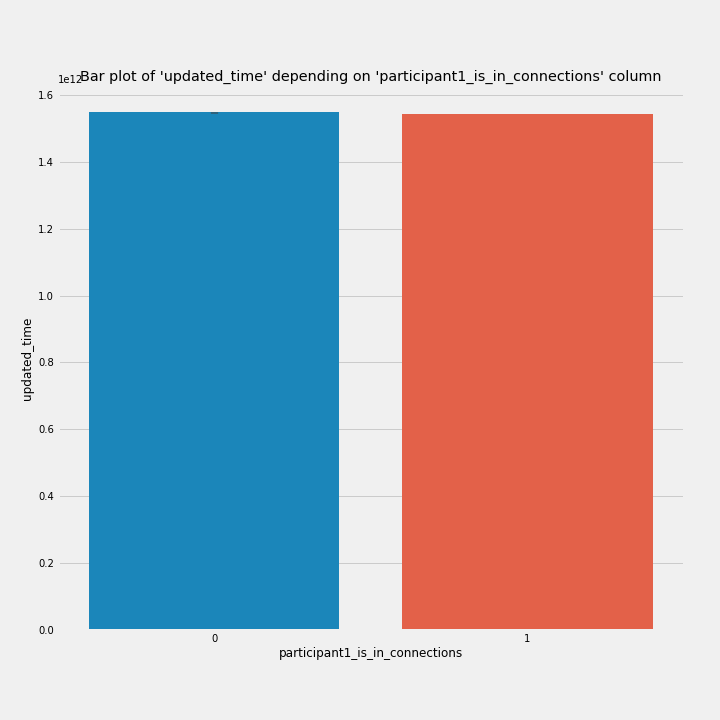 Bar plot of 'updated_time' depending on 'participant1_is_in_connections' column
1e12
1.6
1.4
1.2
1.0
0.8
0.6
0.4
0.2
0.0
updated_time
0 1
participant1_is_in_connections